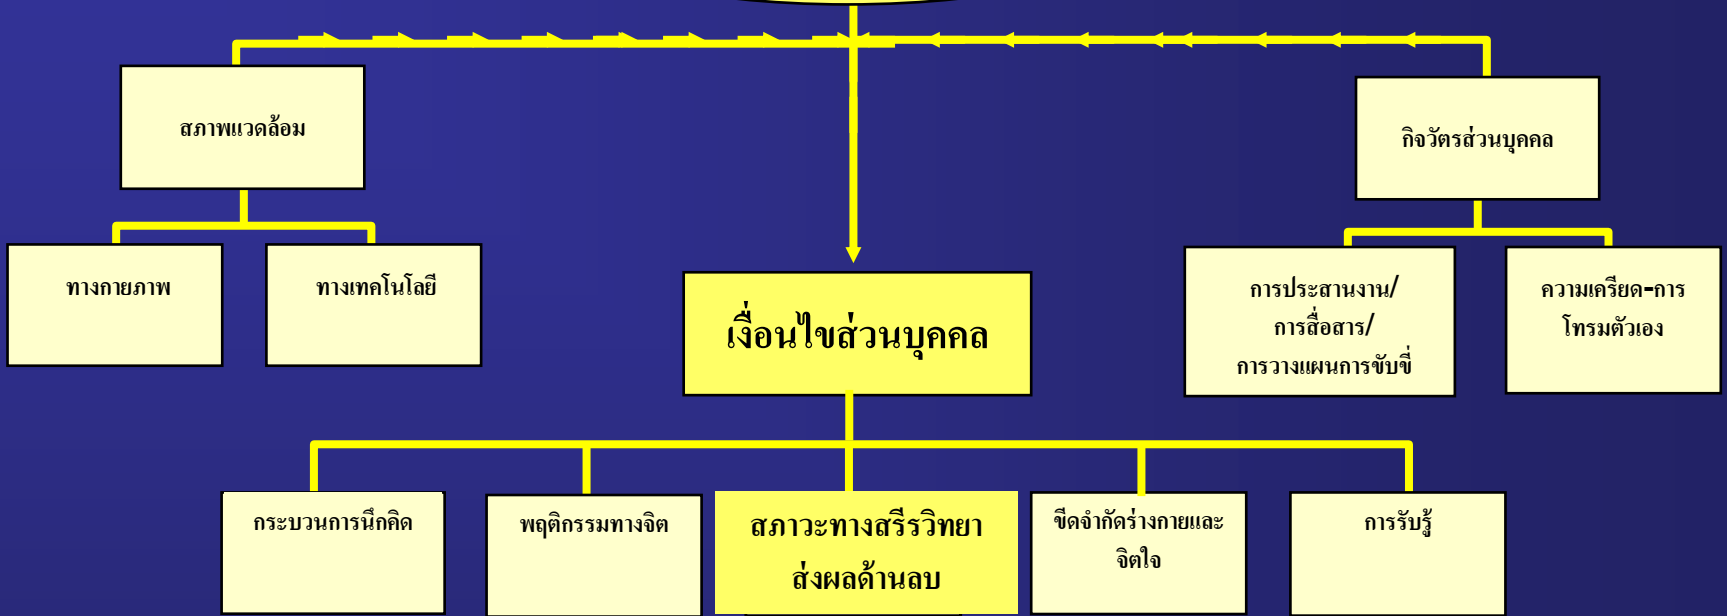 สภาพแวดล้อม
กิจวัตรส่วนบุคคล
ทางกายภาพ
ทางเทคโนโลยี
เงื่อนไขส่วนบุคคล
การประสานงาน/
การสื่อสาร/
การวางแผนการขับขี่
ความเครียด-การ
โทรมตัวเอง
กระบวนการนึกคิด
พฤติกรรมทางจิต
สภาวะทางสรีรวิทยา
ส่งผลด้านลบ
ขีดจำกัดร่างกายและ
จิตใจ
การรับรู้